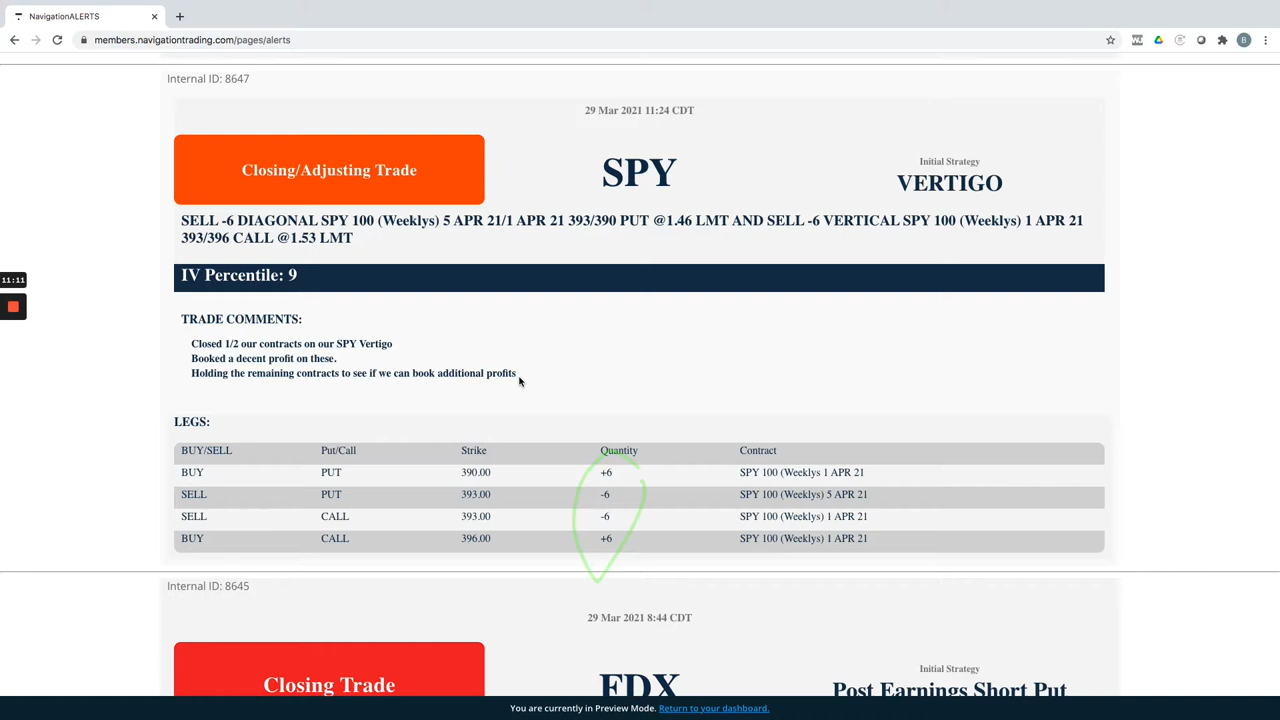 NavigationALERTS
members.navigationtrading.com/pages/alerts
B
Internal ID: 8647
29 Mar 2021 11:24 CDT
Closing/Adjusting Trade
SPY
Initial Strategy
VERTIGO
SELL -6 DIAGONAL SPY 100 (Weeklys) 5 APR 21/1 APR 21 393/390 PUT @1.46 LMT AND SELL -6 VERTICAL SPY 100 (Weeklys) 1 APR 21
393/396 CALL @1.53 LMT
11:11
IV Percentile: 9
TRADE COMMENTS:
Closed 1/2 our contracts on our SPY Vertigo
Booked a decent profit on these.
Holding the remaining contracts to see if we can book additional profits
LEGS:
BUY/SELL Put/Call Strike Quantity Contract
BUY PUT 390.00 +6 SPY 100 (Weeklys 1 APR 21
SELL PUT 393.00 -6 SPY 100 (Weeklys) 5 APR 21
SELL CALL 393.00 -6 SPY 100 (Weeklys) 1 APR 21
BUY CALL 396.00 +6 SPY 100 (Weeklys) 1 APR 21
Internal ID: 8645
29 Mar 2021 8:44 CDT
Closing Trade
FDX
Initial Strategy
Post Earnings Short Put
You are currently in Preview Mode. Return to your dashboard.